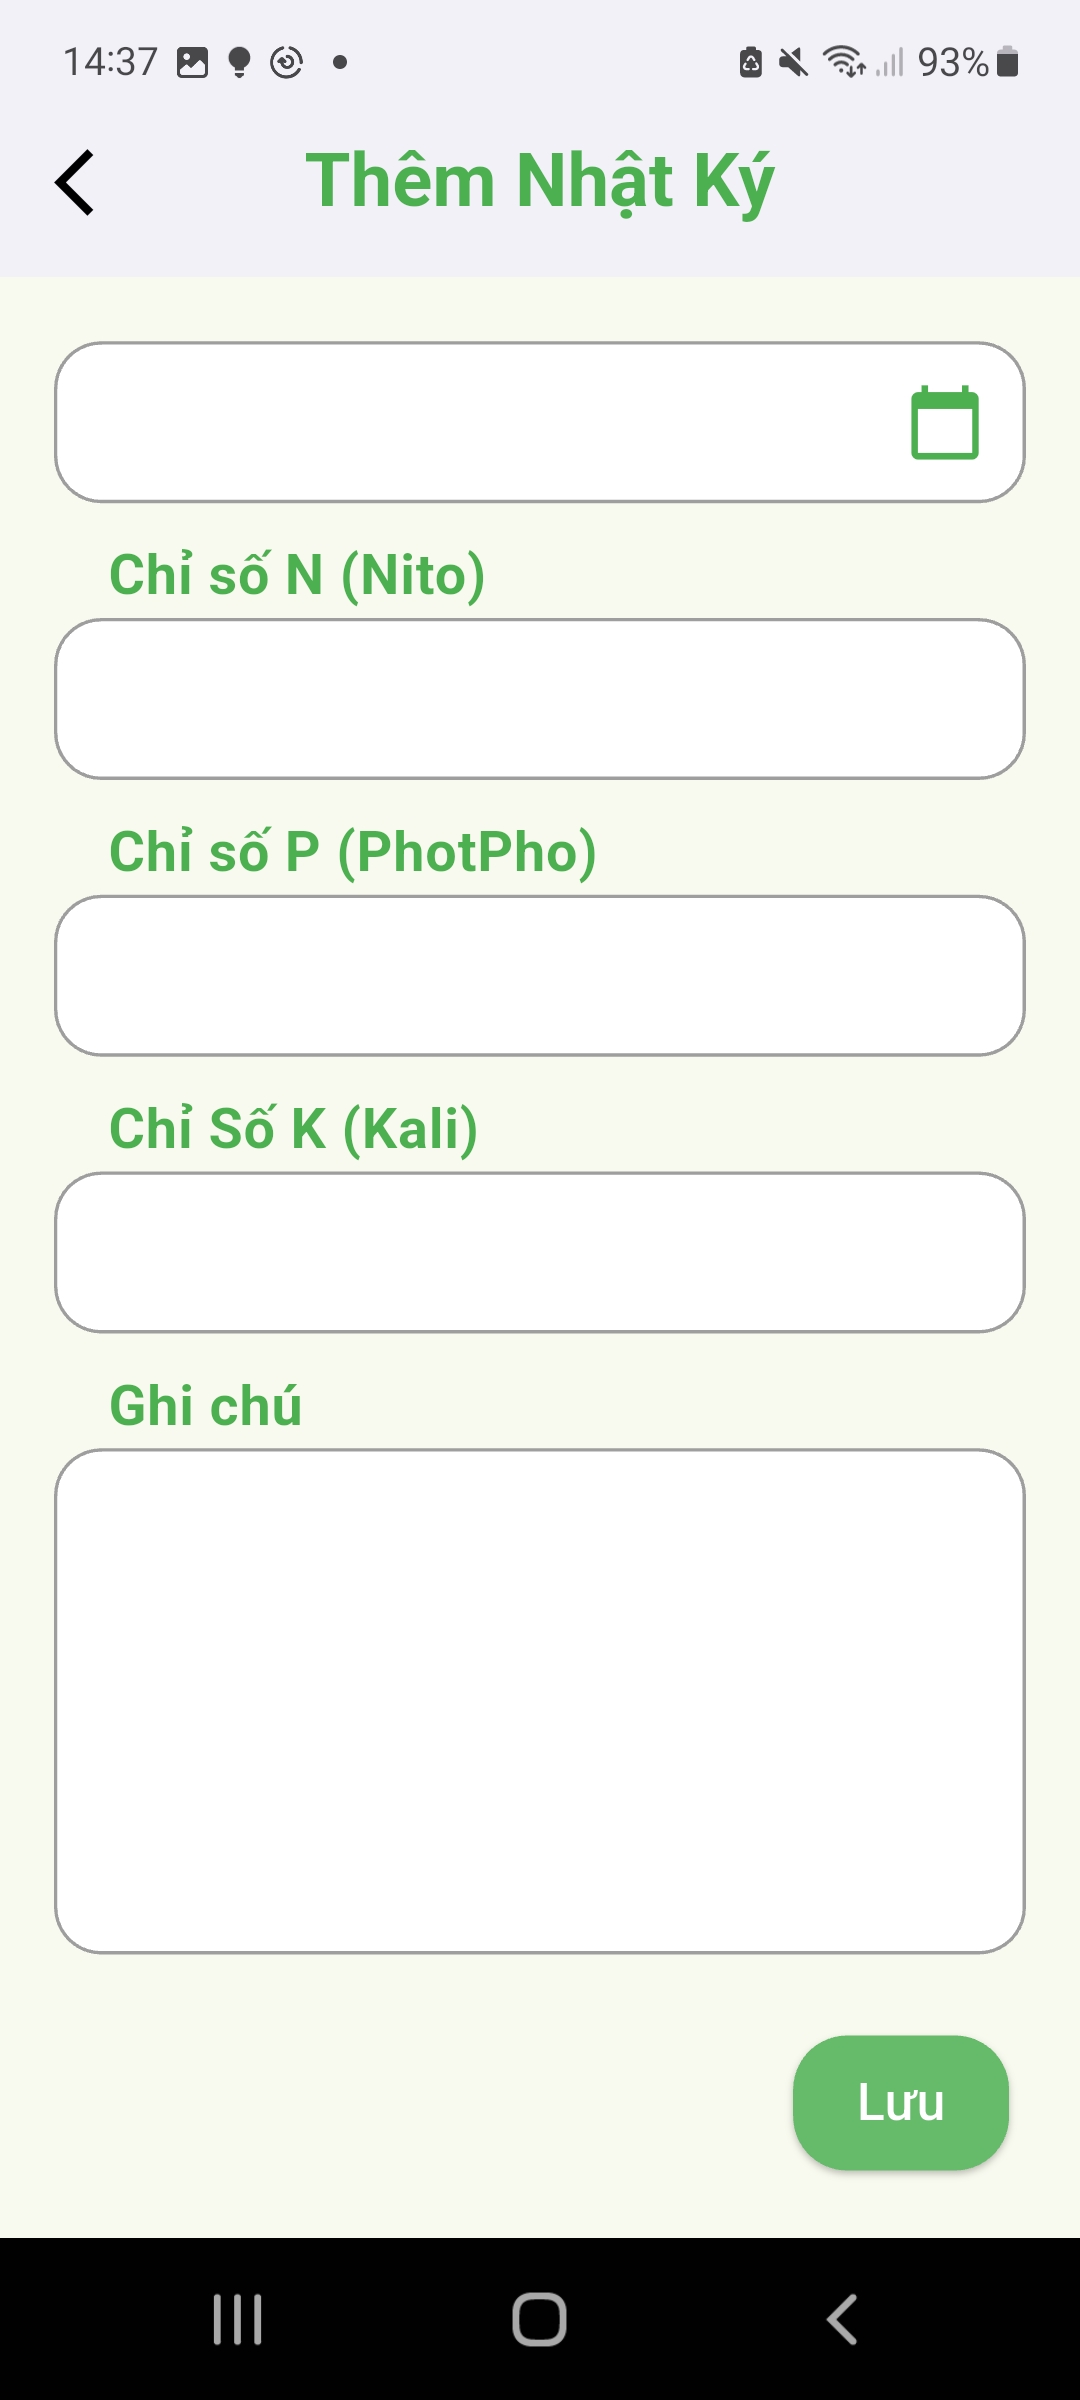 14:37 93%
Thêm Nhật Ký
Chỉ số N (Nito)
Chỉ số P (PhotPho)
Chỉ Số K (Kali)
Ghi chú
Lưu